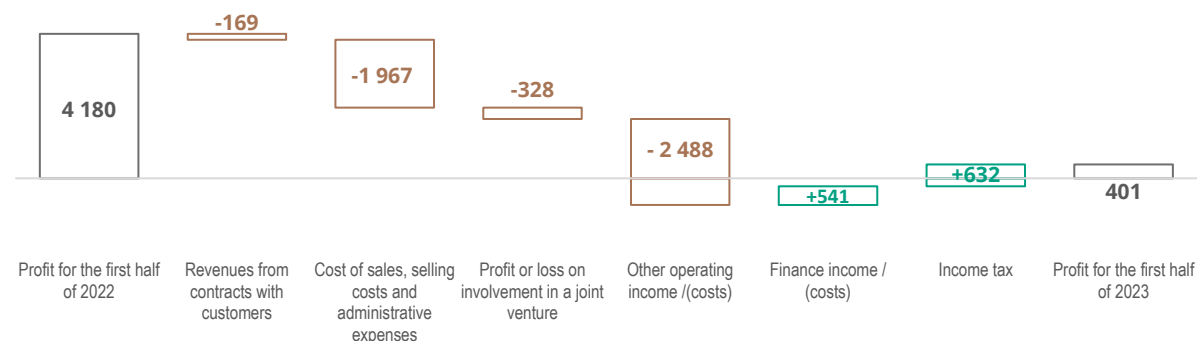 -169
-1 967
-328
4 180
- 2 488
+541
+632
401
Profit for the first half
of 2022
Revenues from
contracts with
customers
Cost of sales, selling
costs and
administrative
expenses
Profit or loss on
involvement in a joint
venture
Other operating
income /(costs)
Finance income /
(costs)
Income tax
Profit for the first half
of 2023